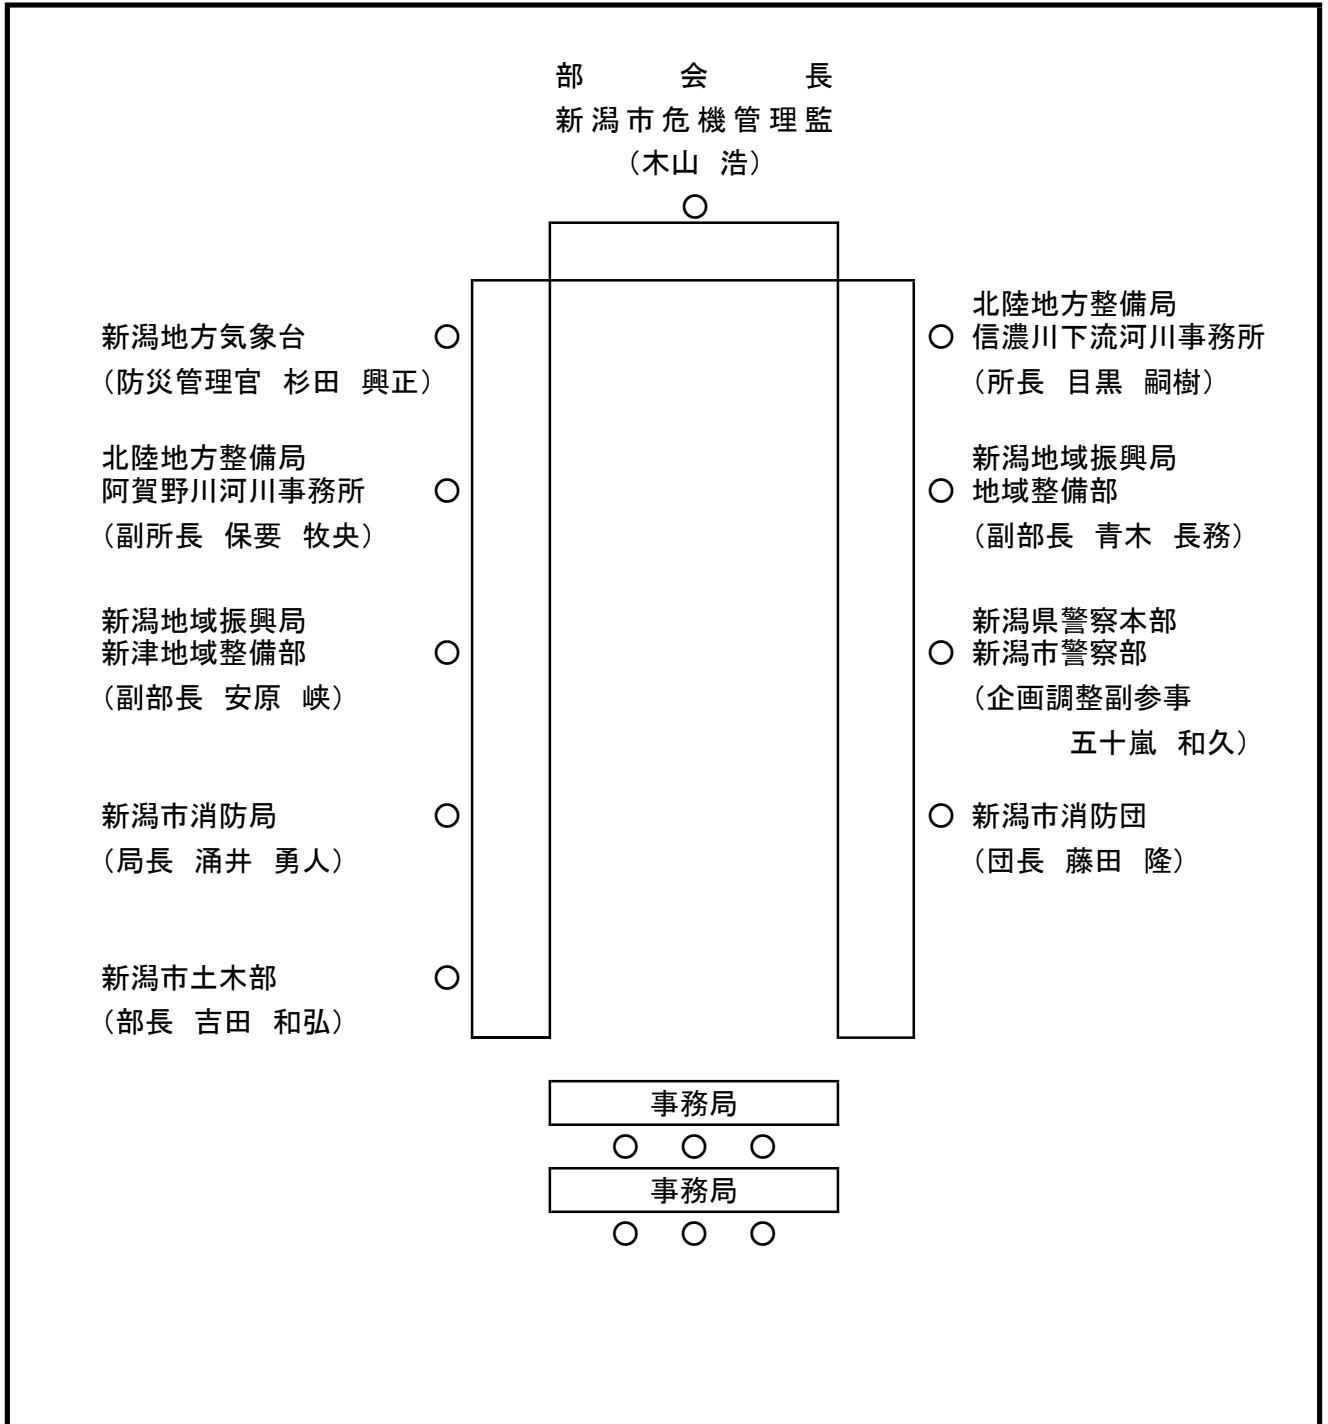 部会長
新潟市危機管理監
（木山 浩）
○
新潟地方気象台 ○
（防災管理官 杉田 興正）
北陸地方整備局
阿賀野川河川事務所 ○
（副所長 保要 牧央）
新潟地域振興局
新津地域整備部 ○
（副部長 安原 峡）
新潟市消防局 ○
（局長 涌井 勇人）
新潟市土木部 ○
（部長 吉田 和弘）
北陸地方整備局
○ 信濃川下流河川事務所
（所長 目黒 嗣樹）
新潟地域振興局
○ 地域整備部
（副部長 青木 長務）
新潟県警察本部
○ 新潟市警察部
（企画調整副参事
五十嵐 和久）
○ 新潟市消防団
（団長 藤田 隆）
事務局
○ ○ ○
事務局
○ ○ ○